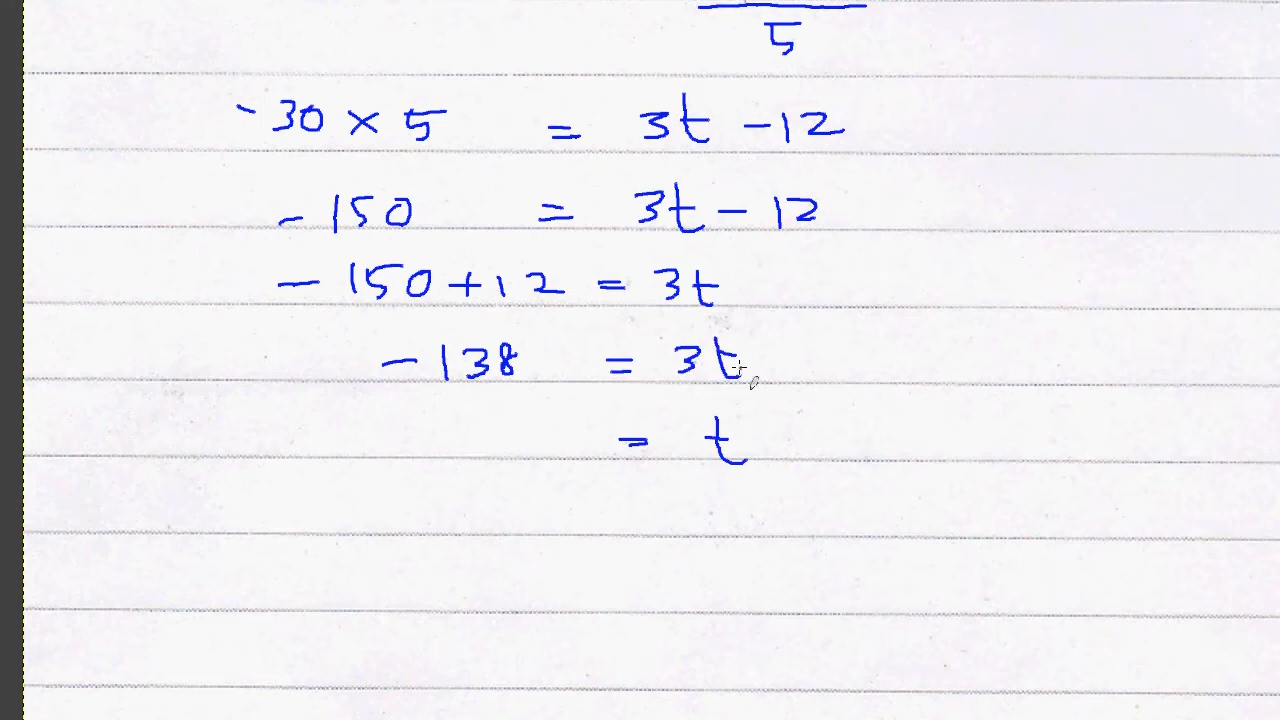 5
-30 × 5 = 3t - 12
-150 = 3t - 12
-150 + 12 = 3t
-138 = 3t
= t